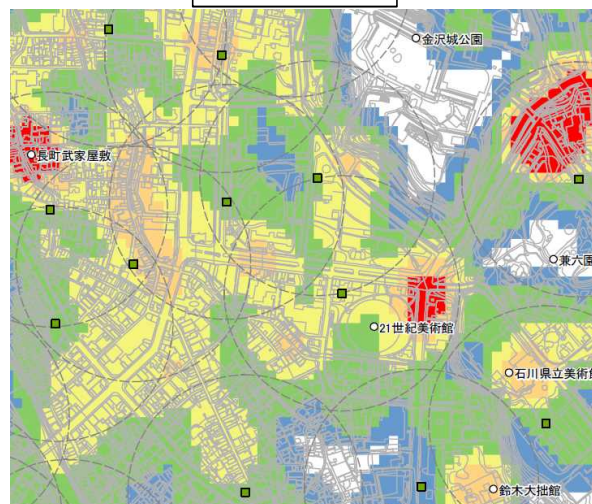 金沢城公園
長町武家屋敷
兼六園
21世紀美術館
石川県立美術館
鈴木大拙館